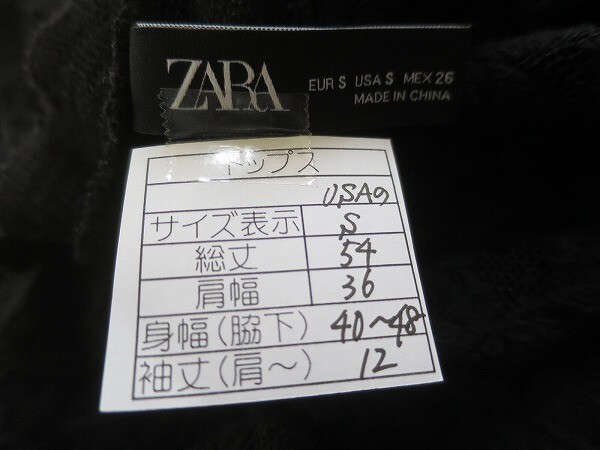 ZARA
EUR S USA S MEX 26
MADE IN CHINA
トップス
USAの
サイズ表示 S
総丈 54
肩幅 36
身幅(脇下) 40〜48
袖丈(肩〜) 12